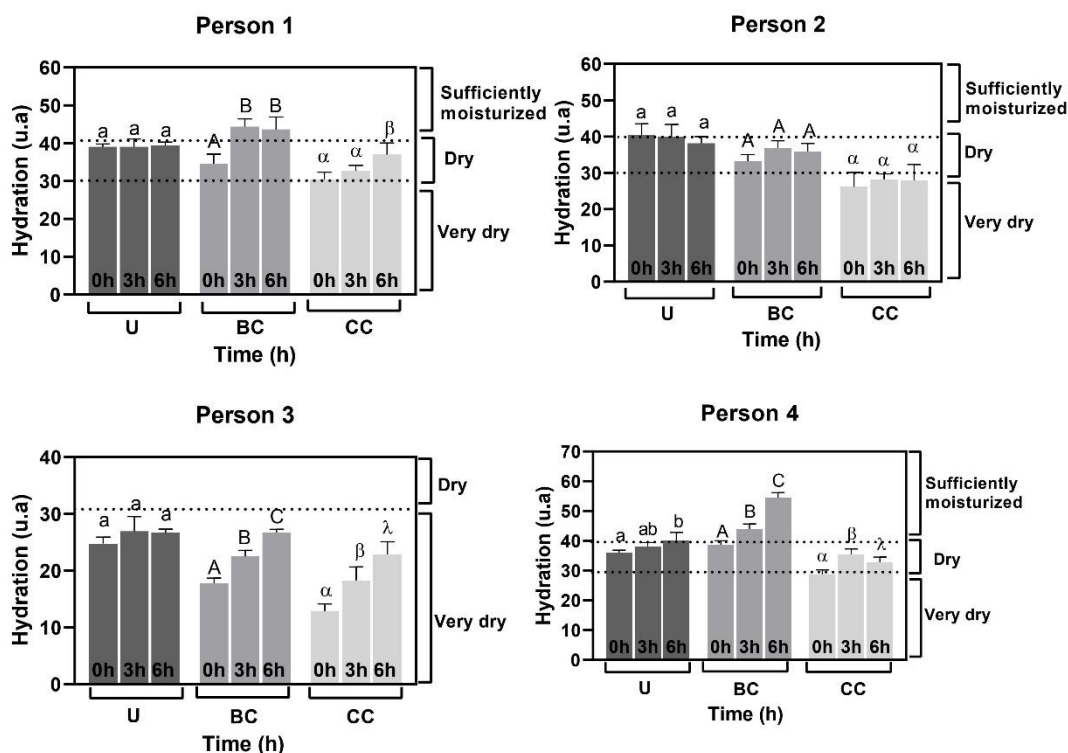 Person 1
60
50
40
30
20
10
0
Hydration (u.a)
a a a
A B B
α α β
0h 3h 6h 0h 3h 6h 0h 3h 6h
U BC CC
Time (h)
Sufficiently
moisturized
Dry
Very dry
Person 2
60
50
40
30
20
10
0
Hydration (u.a)
a a a
A A A
α α α
0h 3h 6h 0h 3h 6h 0h 3h 6h
U BC CC
Time (h)
Sufficiently
moisturized
Dry
Very dry
Person 3
40
30
20
10
0
Hydration (u.a)
a a a
A B C
α β λ
0h 3h 6h 0h 3h 6h 0h 3h 6h
U BC CC
Time (h)
Dry
Very dry
Person 4
70
60
50
40
30
20
10
0
Hydration (u.a)
a ab b
A B C
α β λ
0h 3h 6h 0h 3h 6h 0h 3h 6h
U BC CC
Time (h)
Sufficiently
moisturized
Dry
Very dry